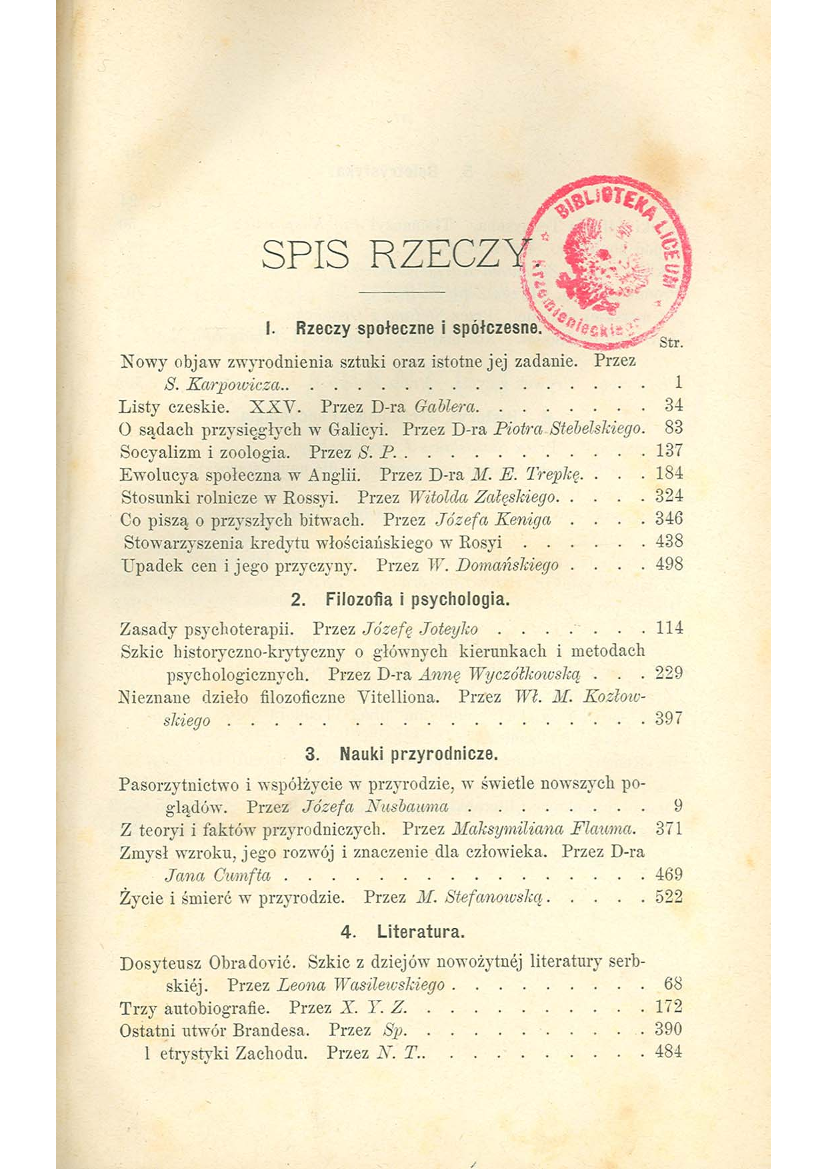 BIBLIOTEKA LICEUM
Krzemienieckiego
SPIS RZECZY.
I. Rzeczy społeczne i spółczesne.
Str.
Nowy objaw zwyrodnienia sztuki oraz istotne jej zadanie. Przez
S. Karpowicza.. . . . . . . . . . . . . . . . 1
Listy czeskie. XXV. Przez D-ra Gablera. . . . . . . . 34
O sądach przysięgłych w Galicyi. Przez D-ra Piotra Stebelskiego. 83
Socyalizm i zoologia. Przez S. P. . . . . . . . . . . . 137
Ewolucya społeczna w Anglii. Przez D-ra M. E. Trepkę. . . . 184
Stosunki rolnicze w Rossyi. Przez Witolda Załęskiego. . . . . 324
Co piszą o przyszłych bitwach. Przez Józefa Keniga . . . . 346
Stowarzyszenia kredytu włościańskiego w Rosyi . . . . . . 438
Upadek cen i jego przyczyny. Przez W. Domańskiego . . . . 498
2. Filozofia i psychologia.
Zasady psychoterapii. Przez Józefę Joteyko . . . . . . . 114
Szkic historyczno-krytyczny o głównych kierunkach i metodach
psychologicznych. Przez D-ra Annę Wyczółkowską . . . 229
Nieznane dzieło filozoficzne Vitelliona. Przez Wł. M. Kozłow-
skiego . . . . . . . . . . . . . . . . . . 397
3. Nauki przyrodnicze.
Pasorzytnictwo i współżycie w przyrodzie, w świetle nowszych po-
glądów. Przez Józefa Nusbauma . . . . . . . . 9
Z teoryi i faktów przyrodniczych. Przez Maksymiliana Flauma. 371
Zmysł wzroku, jego rozwój i znaczenie dla człowieka. Przez D-ra
Jana Cumfta . . . . . . . . . . . . . . . . 469
Życie i śmierć w przyrodzie. Przez M. Stefanowską. . . . . 522
4. Literatura.
Dosyteusz Obradović. Szkic z dziejów nowożytnéj literatury serb-
skiéj. Przez Leona Wasilewskiego . . . . . . . . . 68
Trzy autobiografie. Przez X. Y. Z. . . . . . . . . . . 172
Ostatni utwór Brandesa. Przez Sp. . . . . . . . . . . 390
l etrystyki Zachodu. Przez N. T.. . . . . . . . . . 484